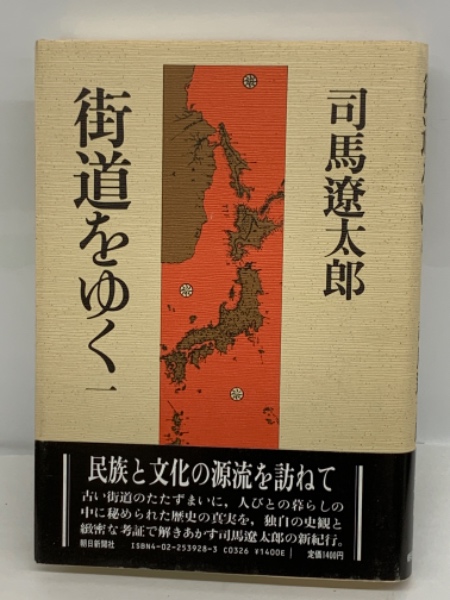 司馬遼太郎
街道をゆく 一
民族と文化の源流を訪ねて
古い街道のたたずまいに，人びとの暮らしの
中に秘められた歴史の真実を，独自の史観と
緻密な考証で解きあかす司馬遼太郎の新紀行。
朝日新聞社 ISBN4-02-253928-3 C0326 ¥1400E 定価1400円